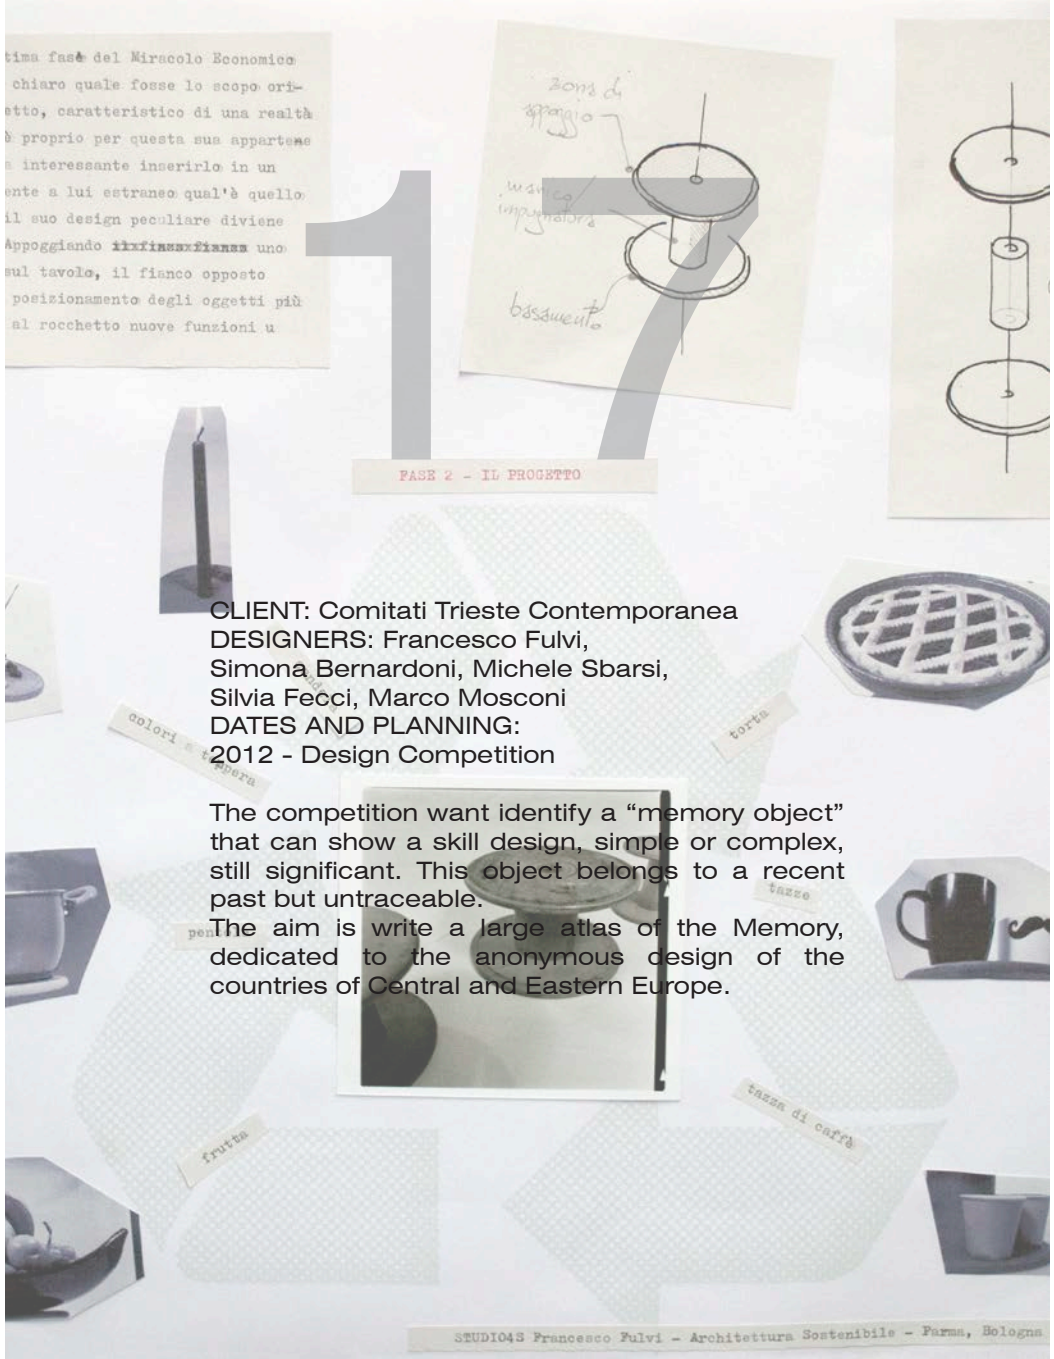 tima fase del Miracolo Economico
chiaro quale fosse lo scopo ori-
etto, caratteristico di una realtà
è proprio per questa sua appartene
interessante inserirlo in un
ente a lui estraneo qual'è quello
il suo design peculiare diviene
Appoggiando uno
sul tavolo, il fianco opposto
posizionamento degli oggetti più
al rocchetto nuove funzioni u
zona di
appoggio
manico
impugnatura
basamento
17
FASE 2 - IL PROGETTO
CLIENT: Comitati Trieste Contemporanea
DESIGNERS: Francesco Fulvi,
Simona Bernardoni, Michele Sbarsi,
Silvia Fecci, Marco Mosconi
DATES AND PLANNING:
2012 - Design Competition
colori a tempera
torta
The competition want identify a “memory object”
that can show a skill design, simple or complex,
still significant. This object belongs to a recent
past but untraceable.
The aim is write a large atlas of the Memory,
dedicated to the anonymous design of the
countries of Central and Eastern Europe.
tazze
frutta
tazza di caffè
STUDIO4S Francesco Fulvi - Architettura Sostenibile - Parma, Bologna